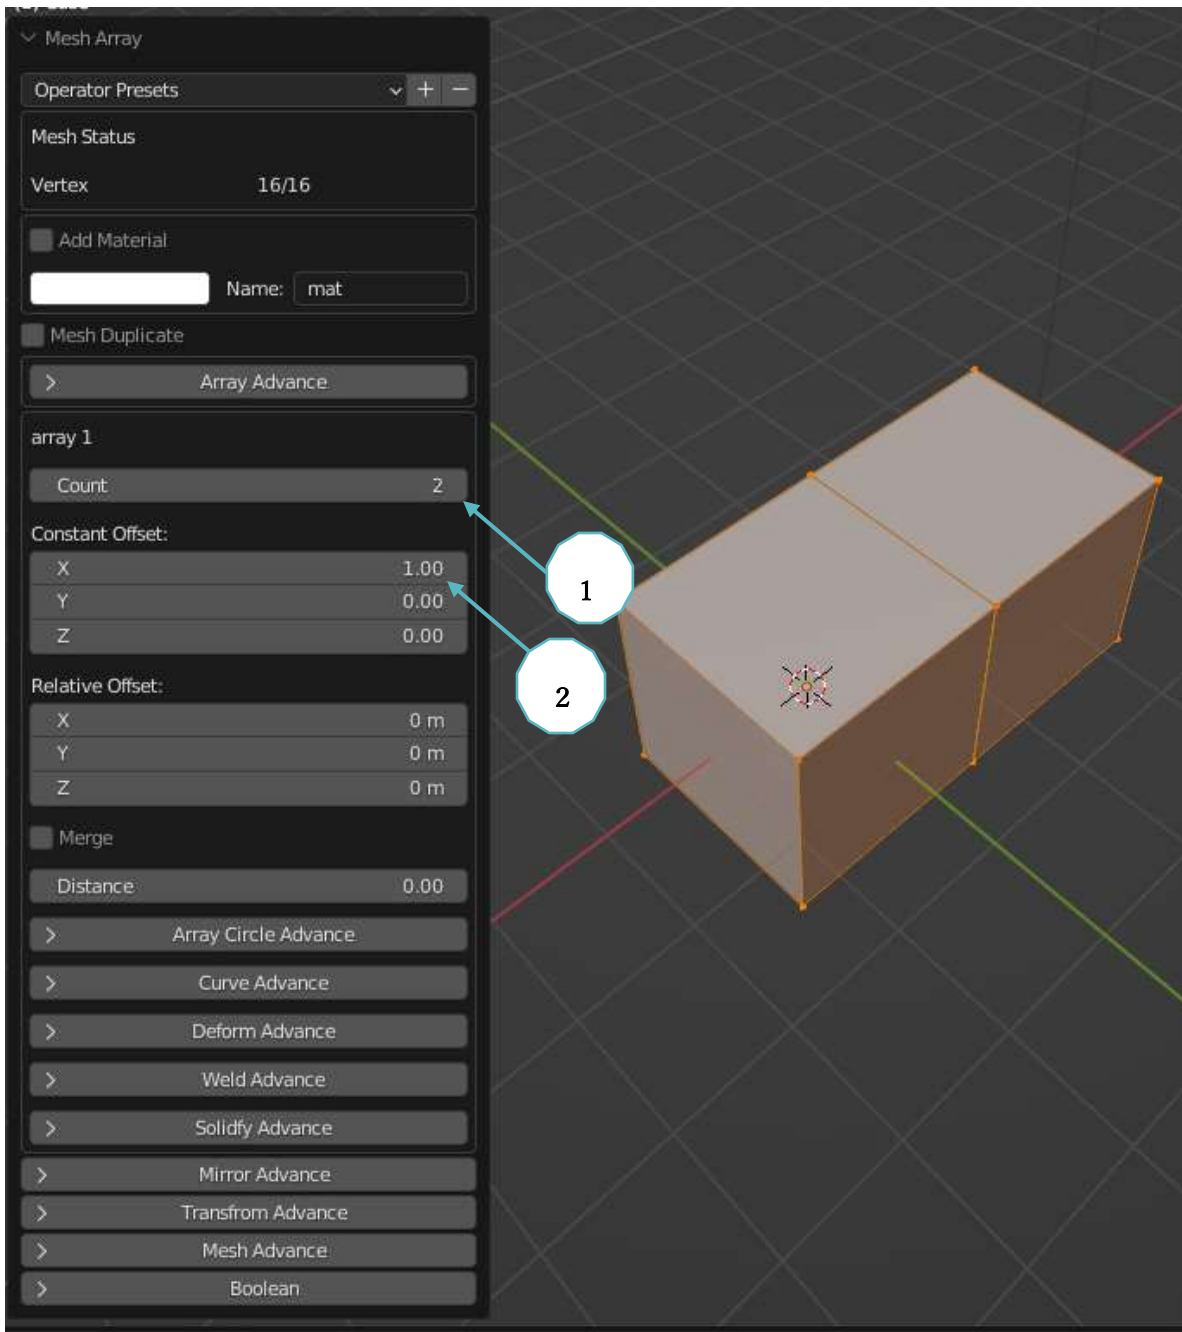 Mesh Array
Operator Presets
Mesh Status
Vertex 16/16
Add Material
Name: mat
Mesh Duplicate
Array Advance
array 1
Count 2
Constant Offset:
X 1.00
Y 0.00
Z 0.00
Relative Offset:
X 0 m
Y 0 m
Z 0 m
Merge
Distance 0.00
Array Circle Advance
Curve Advance
Deform Advance
Weld Advance
Solidfy Advance
Mirror Advance
Transfrom Advance
Mesh Advance
Boolean
1
2